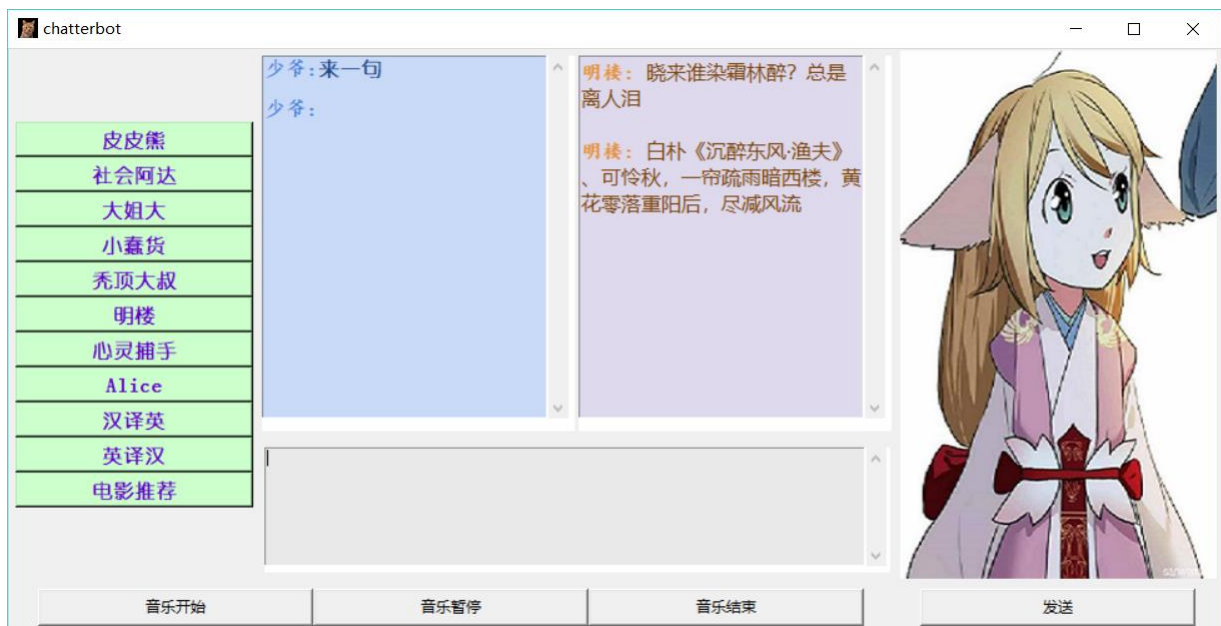 chatterbot
皮皮熊
社会阿达
大姐大
小蠢货
秃顶大叔
明楼
心灵捕手
Alice
汉译英
英译汉
电影推荐
少爷:来一句
少爷:
明楼: 晓来谁染霜林醉?总是
离人泪
明楼: 白朴《沉醉东风·渔夫》
、可怜秋，一帘疏雨暗西楼，黄
花零落重阳后，尽减风流
音乐开始
音乐暂停
音乐结束
发送